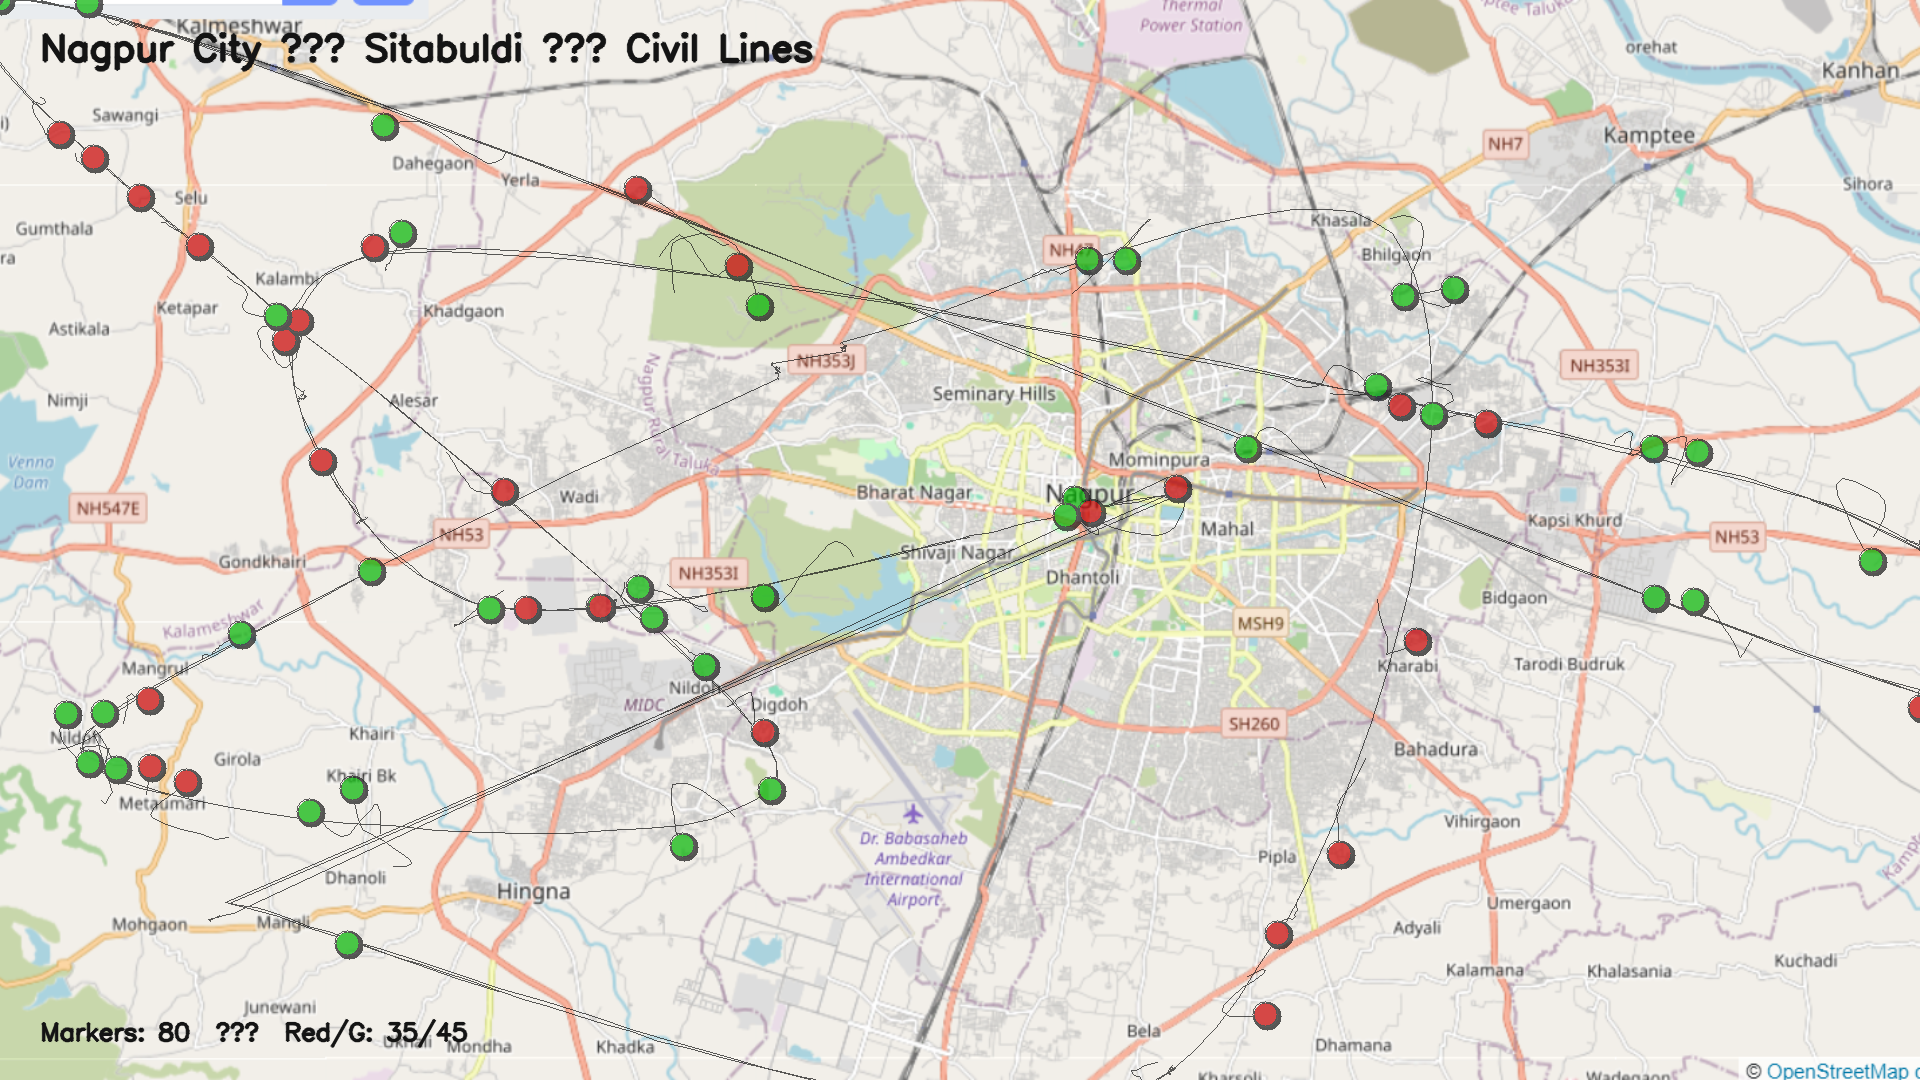 Kalmeshwar
Nagpur City ??? Sitabuldi ??? Civil Lines
Thermal
Power Station
orehat
Kanhan
Sawangi
Kamptee
NH7
Dahegaon
Yerla
Sihora
Selu
Gumthala
Khasala
NH47
Bhilgaon
Kalambi
Ketapar
Khadgaon
Astikala
NH353J
NH353I
Nagpur Rural Taluka
Seminary Hills
Nimji
Alesar
Venna
Dam
Mominpura
Bharat Nagar
Nagpur
Wadi
NH547E
NH53
Mahal
Kapsi Khurd
NH53
Gondkhairi
Shivaji Nagar
NH353I
Dhantoli
Bidgaon
Kalameshwar
MSH9
Mangrul
Kharabi
Tarodi Budruk
Nildoh
MIDC
Digdoh
SH260
Khairi
Bahadura
Girola
Khairi Bk
Metaumari
Vihirgaon
Dr. Babasaheb
Ambedkar
International
Airport
Pipla
Dhanoli
Hingna
Umergaon
Mohgaon
Mangli
Adyali
Kalamana
Khalasania
Kuchadi
Junewani
Markers: 80 ??? Red/G: 35/45
Mondha
Khadka
Bela
Dhamana
Kharsoli
Wadegaon
© OpenStreetMap